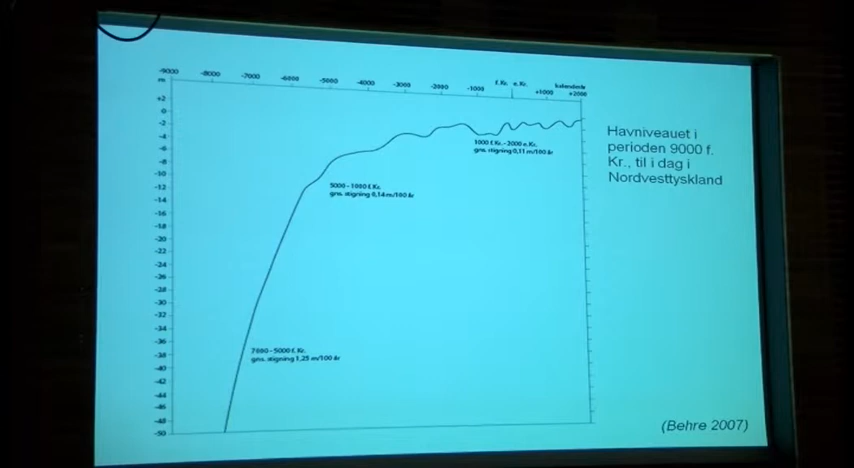 -9000 -8000 -7000 -6000 -5000 -4000 -3000 -2000 -1000 f. Kr. e. Kr. +1000 kalenderår +2000
m
+2
0
-2
-4
-6
-8
-10
-12
-14
-16
-18
-20
-22
-24
-26
-28
-30
-32
-34
-36
-38
-40
-42
-44
-46
-48
-50
1000 f. Kr. - 2000 e. Kr.
gns. stigning 0,11 m/100 år
5000 - 1000 f. Kr.
gns. stigning 0,14 m/100 år
7000 - 5000 f. Kr.
gns. stigning 1,25 m/100 år
Havniveauet i
perioden 9000 f.
Kr., til i dag i
Nordvesttyskland
(Behre 2007)